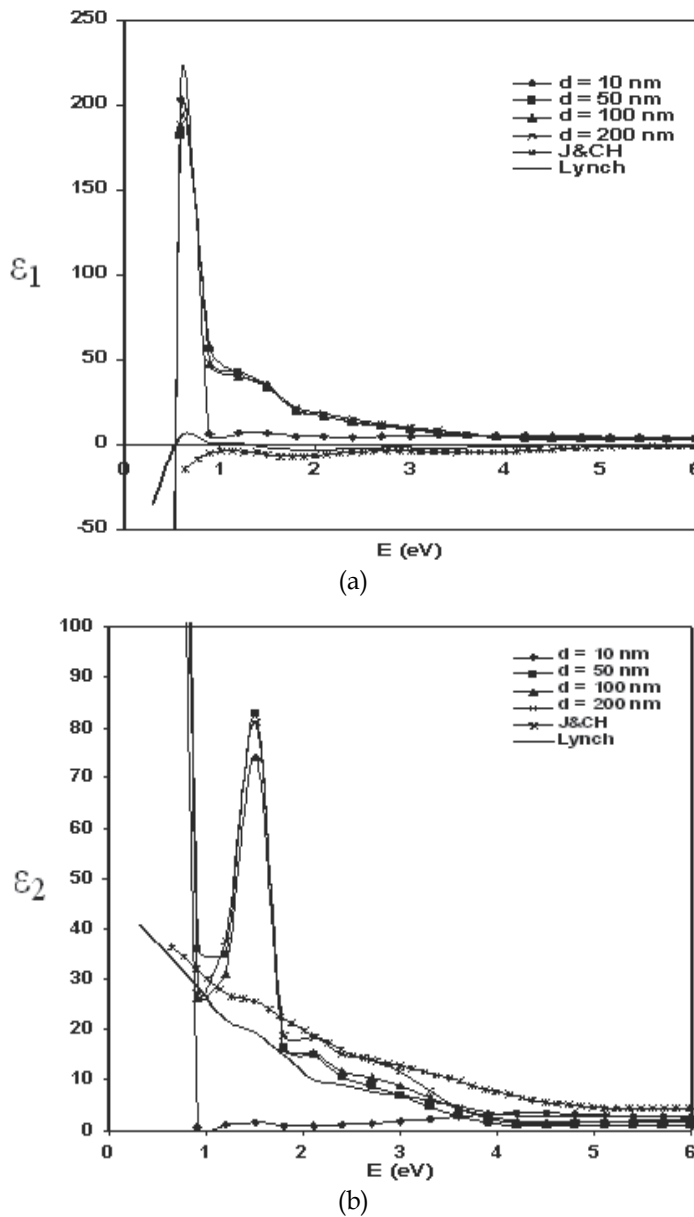 250
200
150
100
50
0
-50
ε1
0 1 2 3 4 5 6
E (eV)
d = 10 nm
d = 50 nm
d = 100 nm
d = 200 nm
J&CH
Lynch
(a)
100
90
80
70
60
50
40
30
20
10
0
ε2
0 1 2 3 4 5 6
E (eV)
d = 10 nm
d = 50 nm
d = 100 nm
d = 200 nm
J&CH
Lynch
(b)